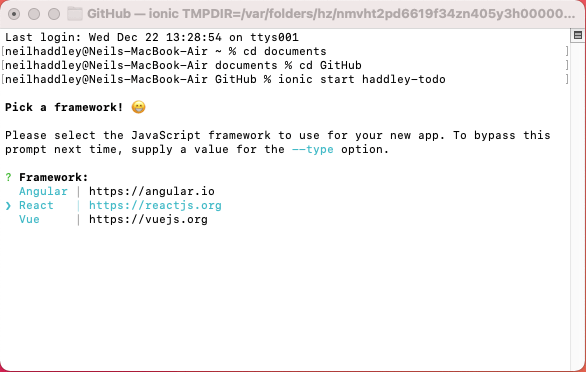 GitHub — ionic TMPDIR=/var/folders/hz/nmvht2pd6619f34zn405y3h00000...
Last login: Wed Dec 22 13:28:54 on ttys001
[neilhaddley@Neils-MacBook-Air ~ % cd documents ]
[neilhaddley@Neils-MacBook-Air documents % cd GitHub ]
[neilhaddley@Neils-MacBook-Air GitHub % ionic start haddley-todo ]
Pick a framework! 😁
Please select the JavaScript framework to use for your new app. To bypass this
prompt next time, supply a value for the --type option.
? Framework:
Angular | https://angular.io
❯ React | https://reactjs.org
Vue | https://vuejs.org